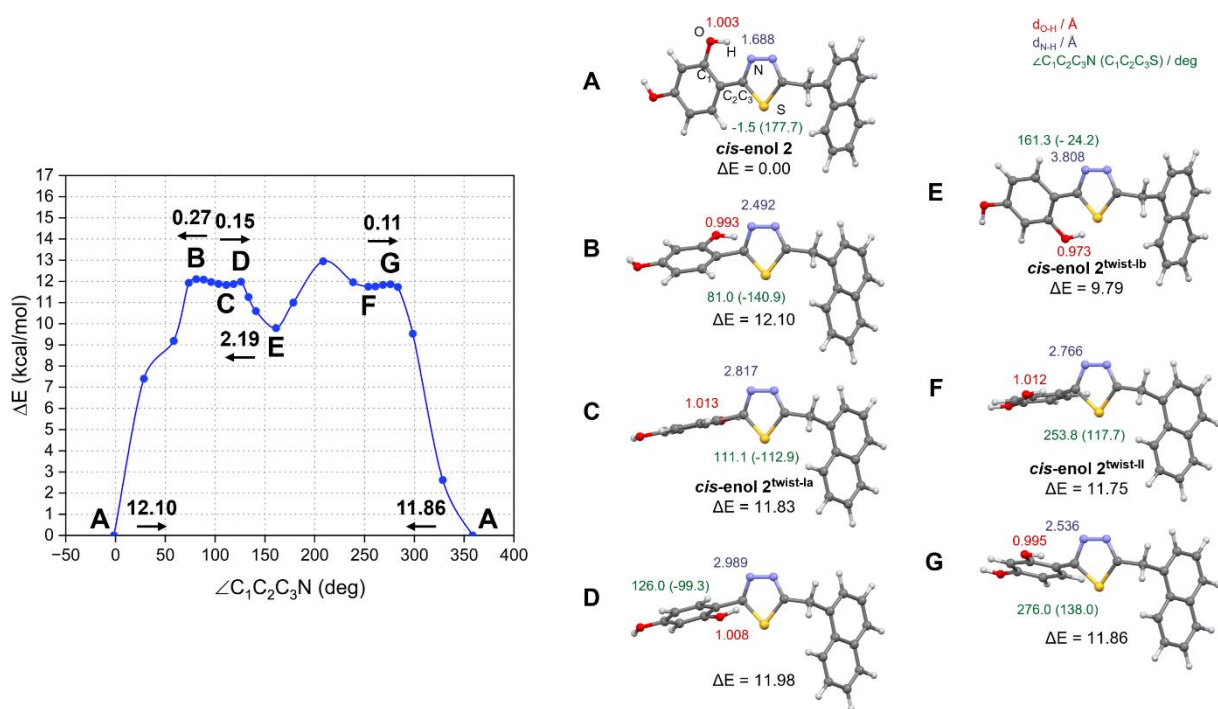 17
16
15
14
13
12
11
10
9
8
7
6
5
4
3
2
1
0
ΔE (kcal/mol)
0.27 0.15 0.11
B D G
C F
2.19 E
12.10 11.86
A A
−50 0 50 100 150 200 250 300 350 400
∠C₁C₂C₃N (deg)
A
1.003
O
H
1.688
C₁
N
C₂C₃
S
-1.5 (177.7)
cis-enol 2
ΔE = 0.00
B
2.492
0.993
81.0 (-140.9)
ΔE = 12.10
C
2.817
1.013
111.1 (-112.9)
cis-enol 2twist-Ia
ΔE = 11.83
D
2.989
126.0 (-99.3)
1.008
ΔE = 11.98
dO-H / Å
dN-H / Å
∠C₁C₂C₃N (C₁C₂C₃S) / deg
E
161.3 (- 24.2)
3.808
0.973
cis-enol 2twist-Ib
ΔE = 9.79
F
2.766
1.012
253.8 (117.7)
cis-enol 2twist-II
ΔE = 11.75
G
2.536
0.995
276.0 (138.0)
ΔE = 11.86